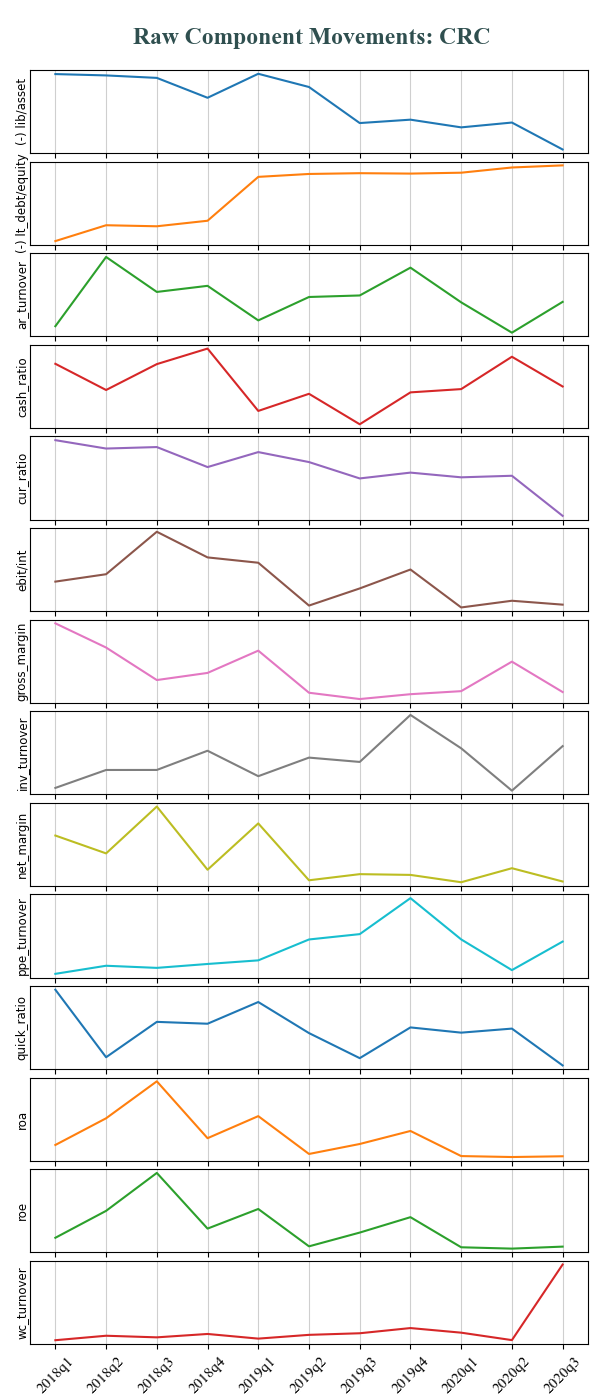 Raw Component Movements: CRC
(-) lib/asset
(-) lt_debt/equity
ar_turnover
cash_ratio
cur_ratio
ebit/int
gross_margin
inv_turnover
net_margin
ppe_turnover
quick_ratio
roa
roe
wc_turnover
2018q1 2018q2 2018q3 2018q4 2019q1 2019q2 2019q3 2019q4 2020q1 2020q2 2020q3